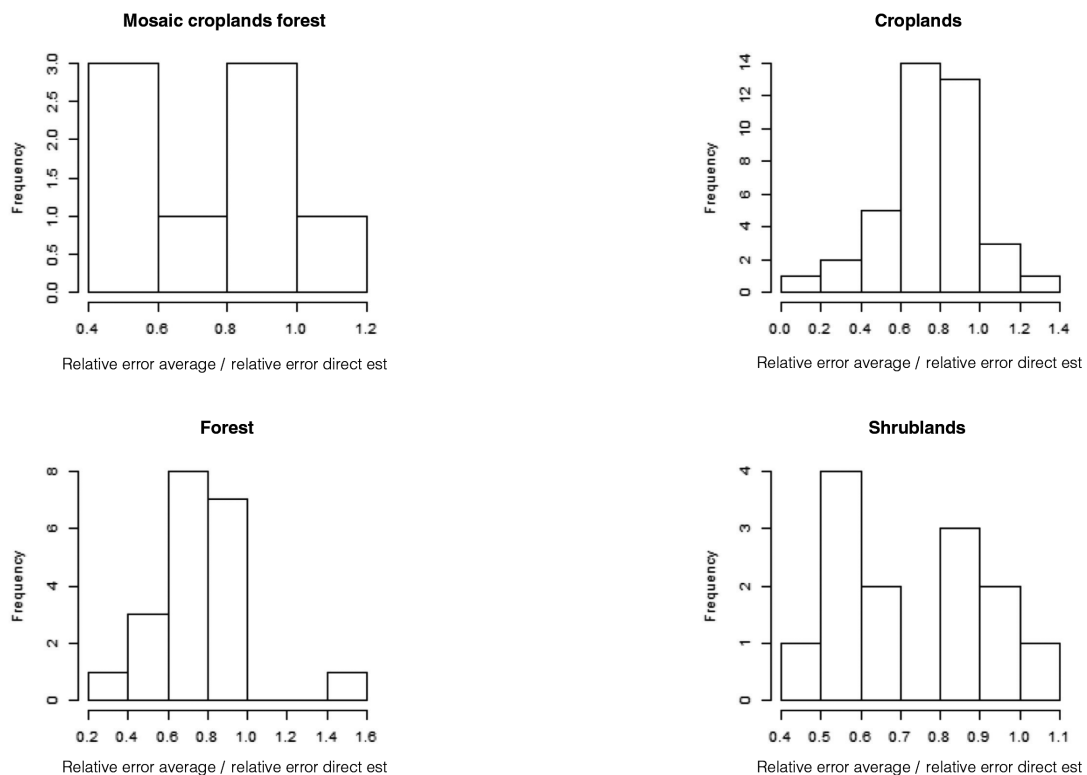 Mosaic croplands forest
Frequency
0.0 0.5 1.0 1.5 2.0 2.5 3.0
0.4 0.6 0.8 1.0 1.2
Relative error average / relative error direct est
Croplands
Frequency
0 2 4 6 8 10 12 14
0.0 0.2 0.4 0.6 0.8 1.0 1.2 1.4
Relative error average / relative error direct est
Forest
Frequency
0 2 4 6 8
0.2 0.4 0.6 0.8 1.0 1.2 1.4 1.6
Relative error average / relative error direct est
Shrublands
Frequency
0 1 2 3 4
0.4 0.5 0.6 0.7 0.8 0.9 1.0 1.1
Relative error average / relative error direct est